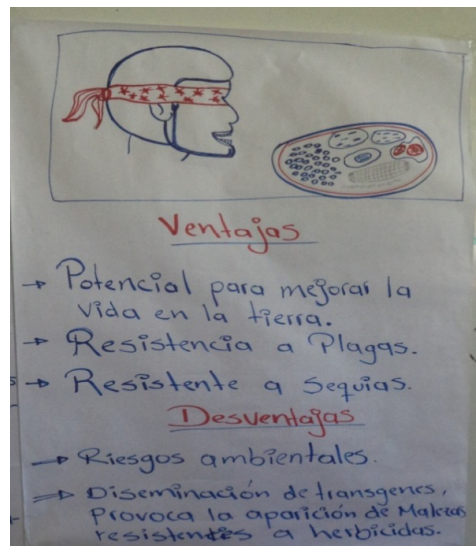 Ventajas
→ Potencial para mejorar la
vida en la tierra.
→ Resistencia a Plagas.
→ Resistente a Sequias.
Desventajas
→ Riesgos ambientales.
⇒ Diseminación de transgenes,
Provoca la aparición de Malezas
resistentes a herbicidas.